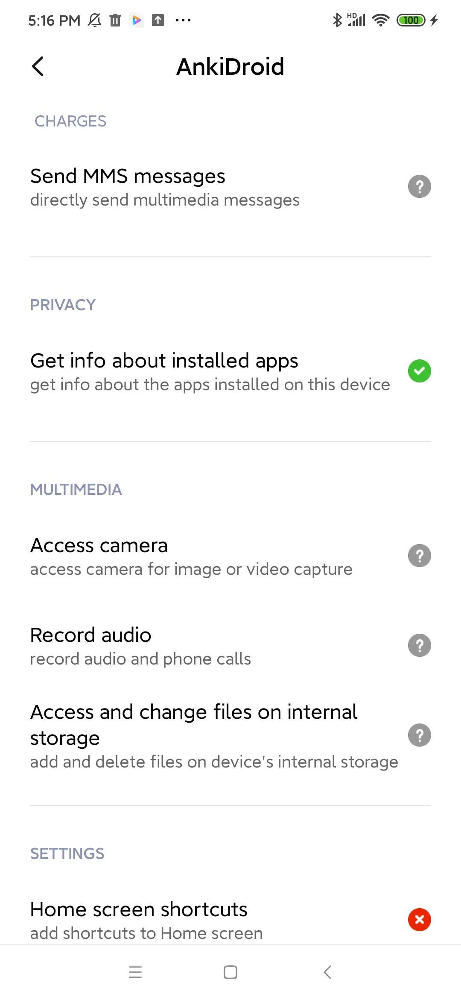 5:16 PM
HD
100
AnkiDroid
CHARGES
Send MMS messages
directly send multimedia messages
PRIVACY
Get info about installed apps
get info about the apps installed on this device
MULTIMEDIA
Access camera
access camera for image or video capture
Record audio
record audio and phone calls
Access and change files on internal
storage
add and delete files on device's internal storage
SETTINGS
Home screen shortcuts
add shortcuts to Home screen